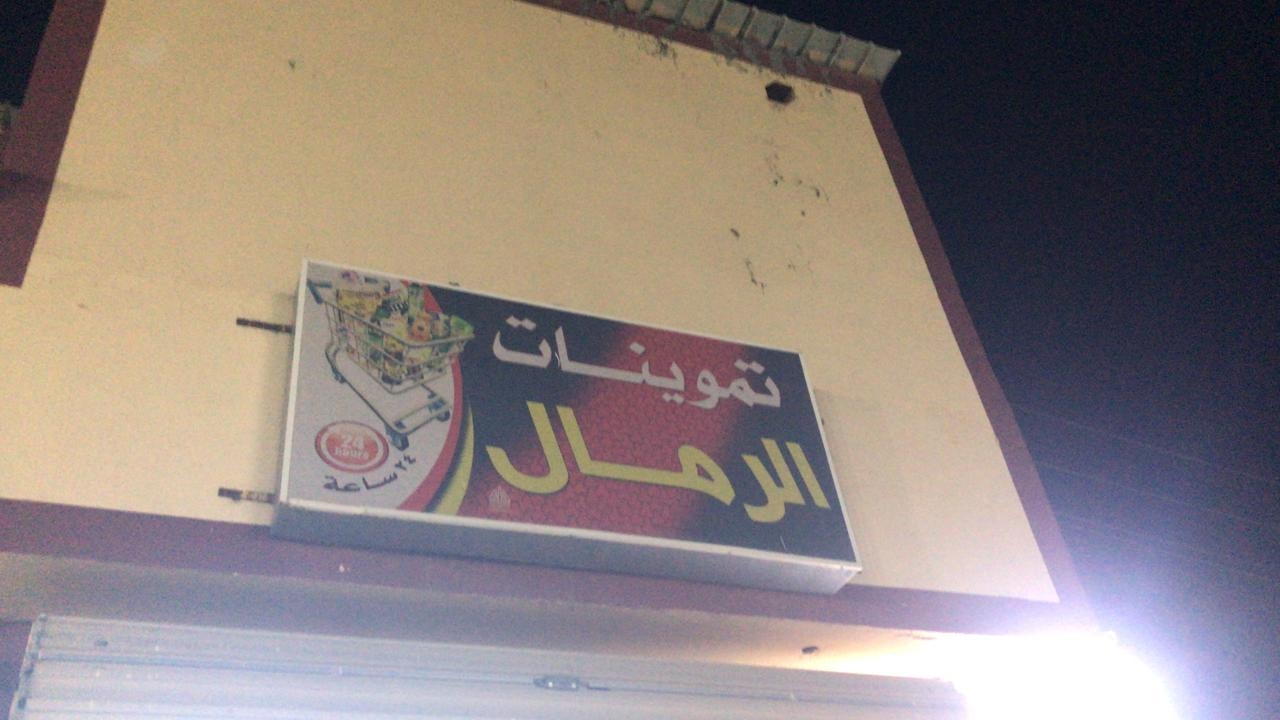 تموينات
الرمال
24
hours
٢٤ ساعة